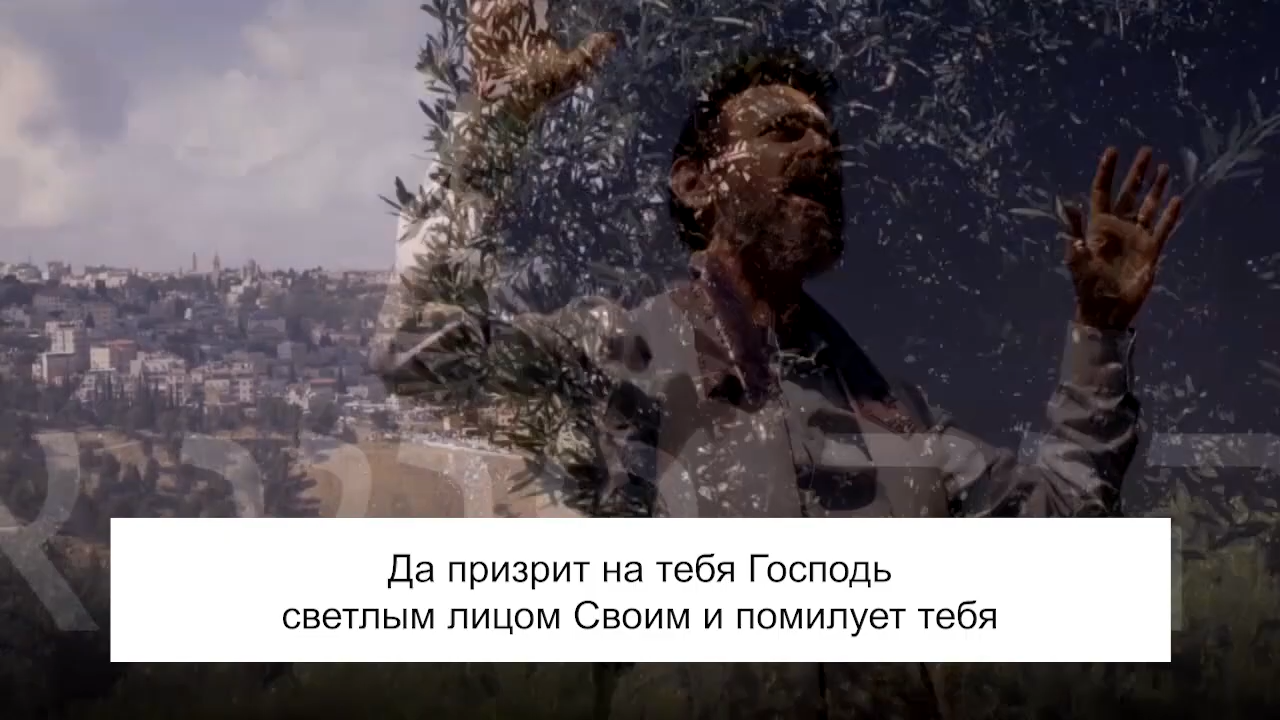 Да призрит на тебя Господь
светлым лицом Своим и помилует тебя